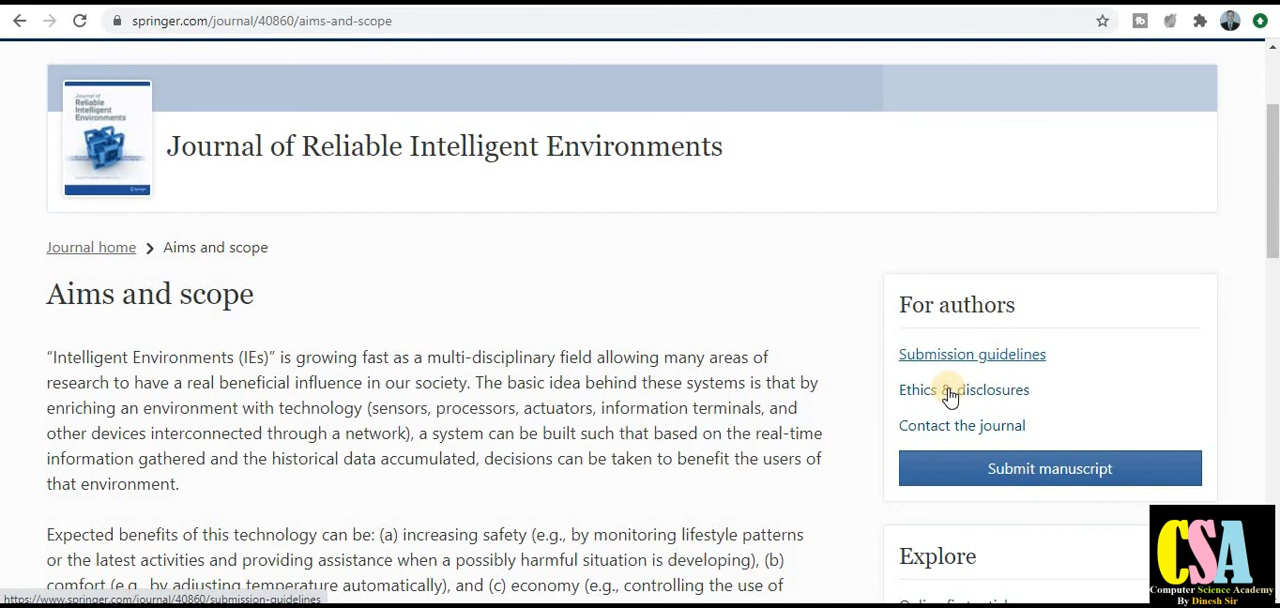 springer.com/journal/40860/aims-and-scope
Journal of
Reliable
Intelligent
Environments
Journal of Reliable Intelligent Environments
Journal home > Aims and scope
Aims and scope
“Intelligent Environments (IEs)” is growing fast as a multi-disciplinary field allowing many areas of
research to have a real beneficial influence in our society. The basic idea behind these systems is that by
enriching an environment with technology (sensors, processors, actuators, information terminals, and
other devices interconnected through a network), a system can be built such that based on the real-time
information gathered and the historical data accumulated, decisions can be taken to benefit the users of
that environment.
Expected benefits of this technology can be: (a) increasing safety (e.g., by monitoring lifestyle patterns
or the latest activities and providing assistance when a possibly harmful situation is developing), (b)
comfort (e.g., by adjusting temperature automatically), and (c) economy (e.g., controlling the use of
For authors
Submission guidelines
Ethics & disclosures
Contact the journal
Submit manuscript
Explore
https://www.springer.com/journal/40860/submission-guidelines
CSA
Computer Science Academy
By Dinesh Sir